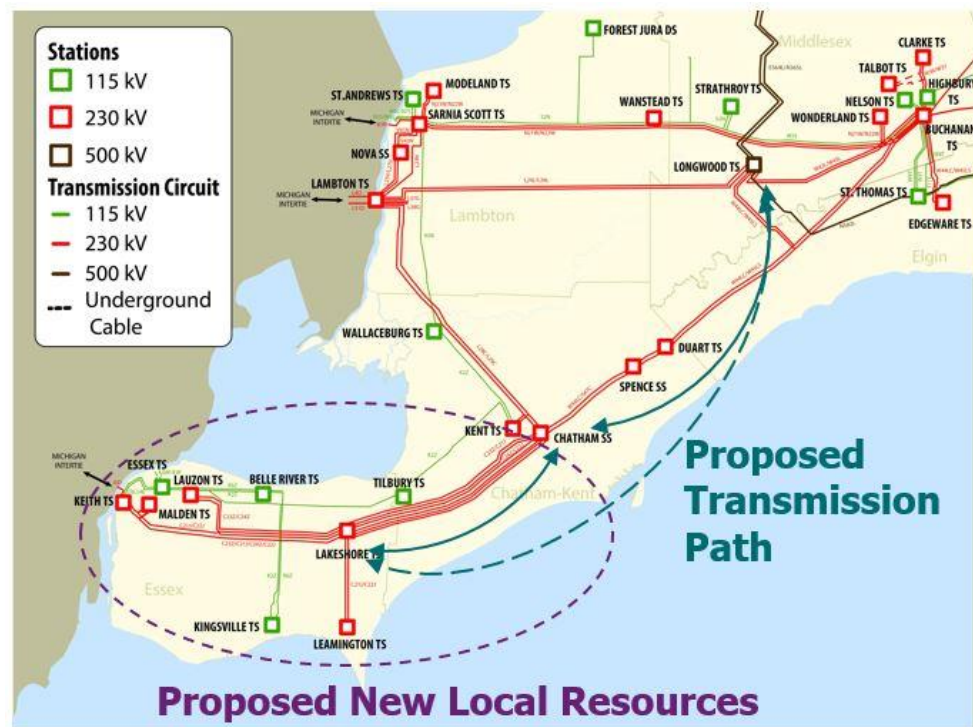 Stations
115 kV
230 kV
500 kV
Transmission Circuit
115 kV
230 kV
500 kV
Underground
Cable
FOREST JURA DS
Middlesex
CLARKE TS
TALBOT TS
HIGHBURY
TS
NELSON TS
WONDERLAND TS
BUCHANAN
TS
MODELAND TS
ST.ANDREWS TS
SARNIA SCOTT TS
WANSTEAD TS
STRATHROY TS
MICHIGAN
INTERTIE
NOVA SS
LAMBTON TS
MICHIGAN
INTERTIE
LONGWOOD TS
ST. THOMAS TS
EDGEWARE TS
Lambton
Elgin
WALLACEBURG TS
DUART TS
SPENCE SS
KENT TS
CHATHAM SS
Chatham-Kent
Proposed
Transmission
Path
MICHIGAN
INTERTIE
ESSEX TS
LAUZON TS
BELLE RIVER TS
TILBURY TS
KEITH TS
MALDEN TS
LAKESHORE TS
Essex
KINGSVILLE TS
LEAMINGTON TS
Proposed New Local Resources